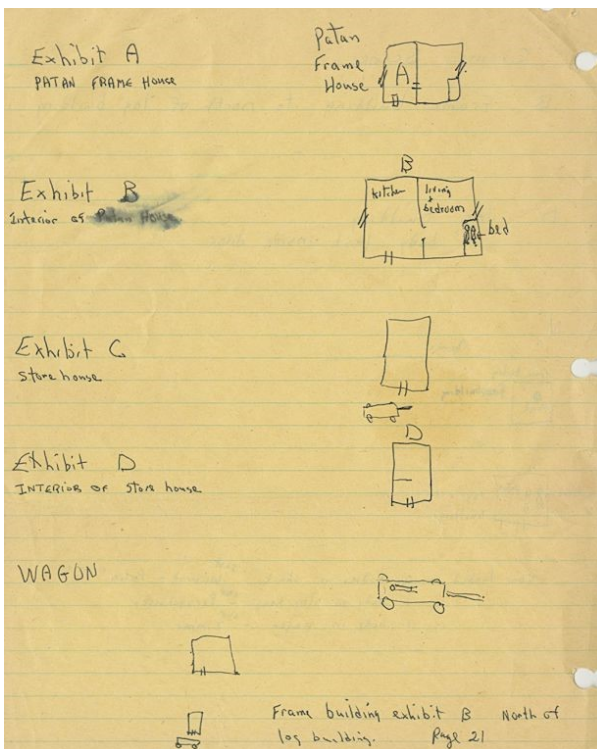 Exhibit A
PATAN FRAME HOUSE
Patan
Frame
House
A
Exhibit B
Interior of Patan House
B
kitchen
living
+
bedroom
bed
Exhibit C
Store house
Exhibit D
INTERIOR OF Store house
D
WAGON
Frame building exhibit B North of
log building. Page 21